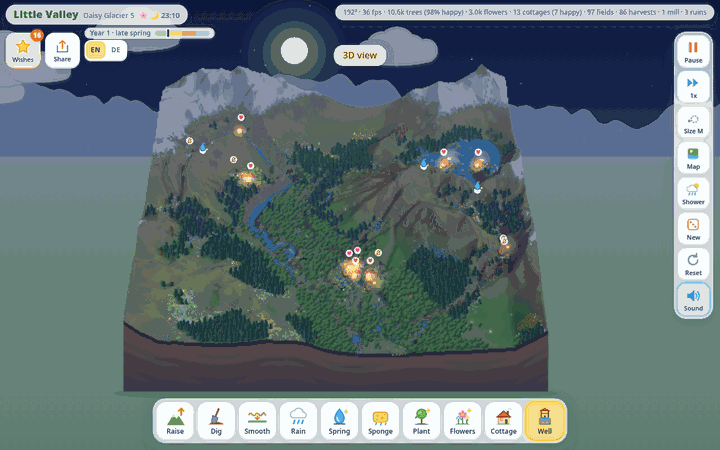 Little Valley Daisy Glacier 5 23:10
192² · 36 fps · 10.6k trees (98% happy) · 3.0k flowers · 13 cottages (7 happy) · 97 fields · 86 harvests · 1 mill · 3 ruins
Year 1 · late spring
16
Wishes
Share
EN
DE
3D view
Pause
1x
Size M
Map
Shower
New
Reset
Sound
Raise
Dig
Smooth
Rain
Spring
Sponge
Plant
Flowers
Cottage
Well